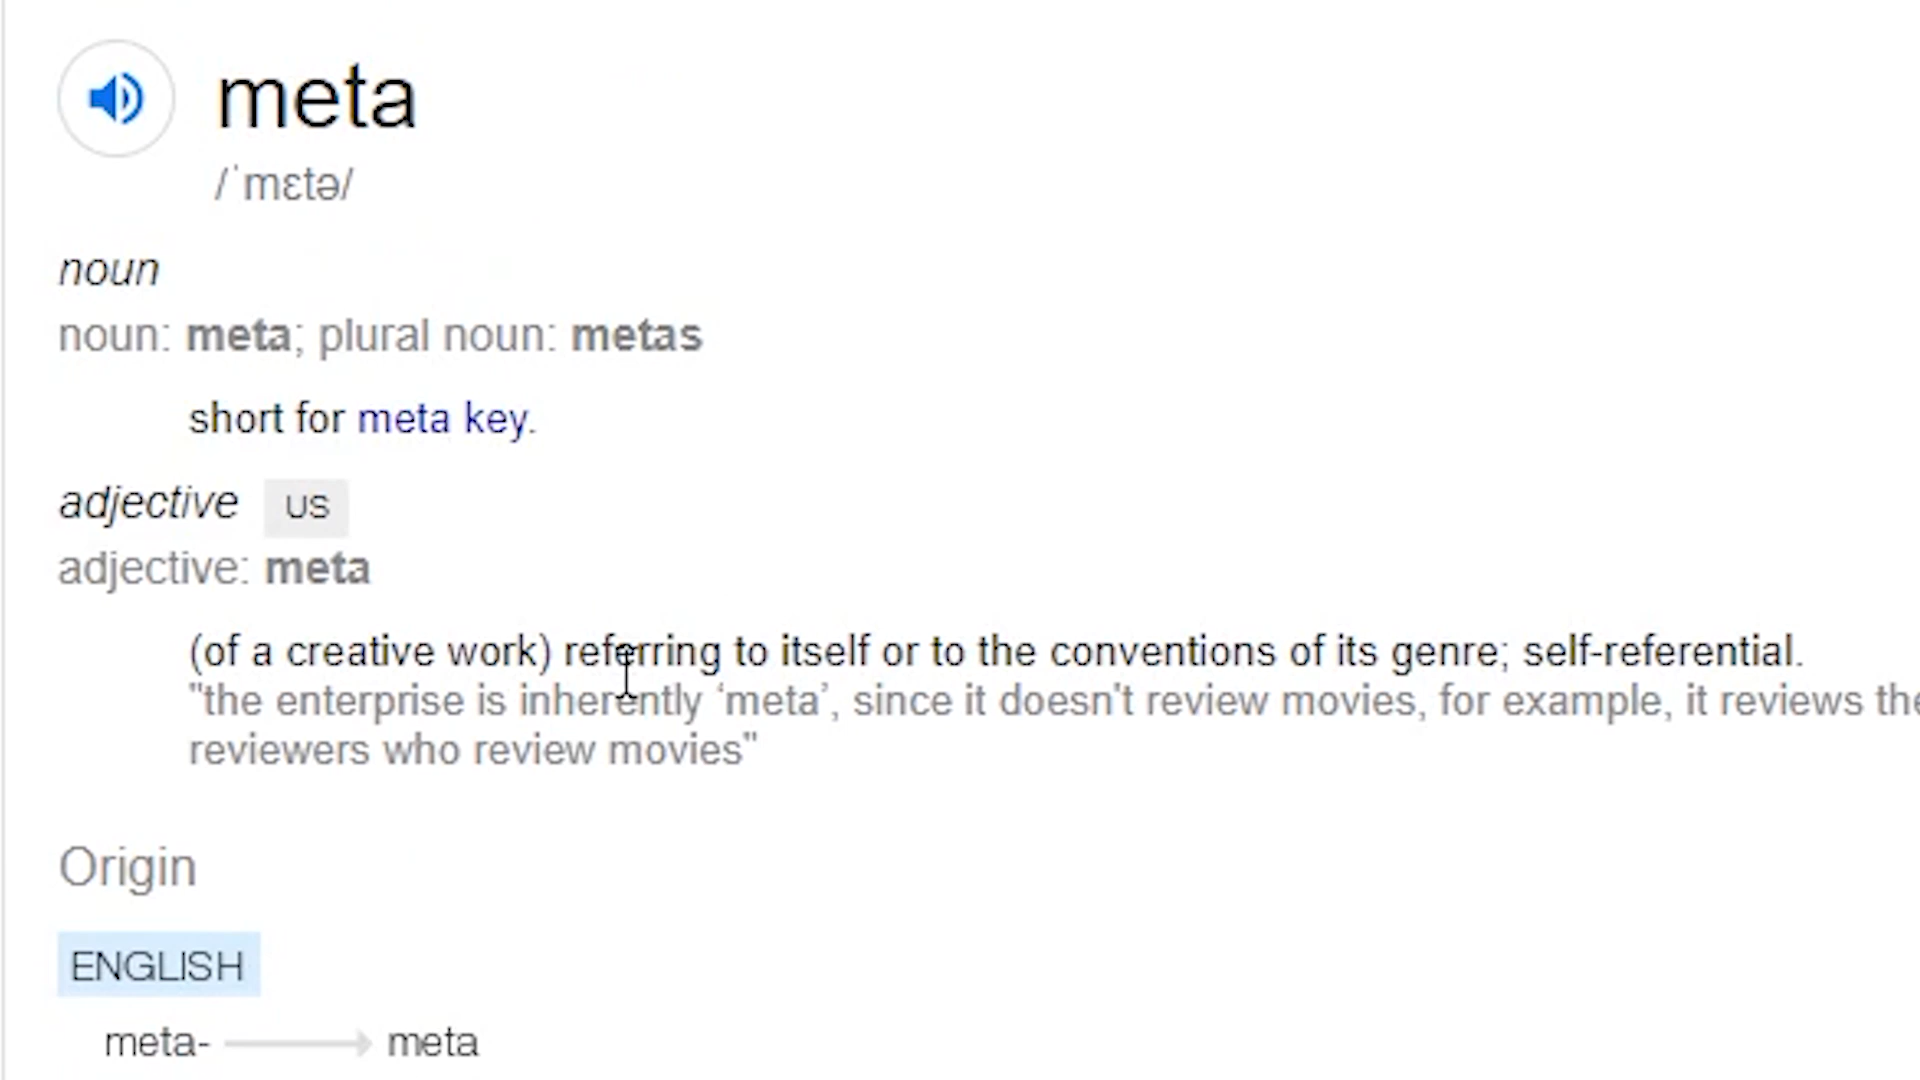 meta
/ˈmɛtə/
noun
noun: meta; plural noun: metas
short for meta key.
adjective US
adjective: meta
(of a creative work) referring to itself or to the conventions of its genre; self-referential.
"the enterprise is inherently ‘meta’, since it doesn't review movies, for example, it reviews the
reviewers who review movies"
Origin
ENGLISH
meta- meta